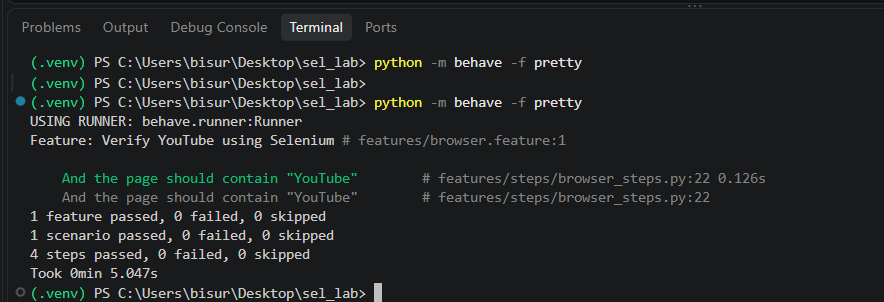 Problems Output Debug Console Terminal Ports
(.venv) PS C:\Users\bisur\Desktop\sel_lab> python -m behave -f pretty
(.venv) PS C:\Users\bisur\Desktop\sel_lab>
(.venv) PS C:\Users\bisur\Desktop\sel_lab> python -m behave -f pretty
USING RUNNER: behave.runner:Runner
Feature: Verify YouTube using Selenium # features/browser.feature:1
And the page should contain "YouTube" # features/steps/browser_steps.py:22 0.126s
And the page should contain "YouTube" # features/steps/browser_steps.py:22
1 feature passed, 0 failed, 0 skipped
1 scenario passed, 0 failed, 0 skipped
4 steps passed, 0 failed, 0 skipped
Took 0min 5.047s
(.venv) PS C:\Users\bisur\Desktop\sel_lab>